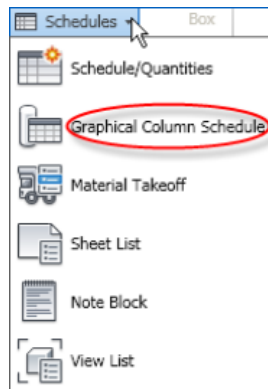 Schedules
Box
Schedule/Quantities
Graphical Column Schedule
Material Takeoff
Sheet List
Note Block
View List